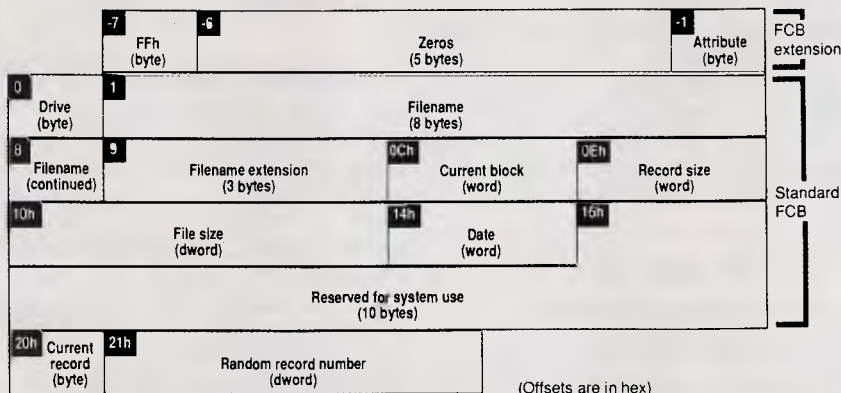 -7
FFh
(byte)
-6
Zeros
(5 bytes)
-1
Attribute
(byte)
FCB
extension
0
Drive
(byte)
1
Filename
(8 bytes)
8
Filename
(continued)
9
Filename extension
(3 bytes)
0Ch
Current block
(word)
0Eh
Record size
(word)
Standard
FCB
10h
File size
(dword)
14h
Date
(word)
16h
Reserved for system use
(10 bytes)
20h
Current
record
(byte)
21h
Random record number
(dword)
(Offsets are in hex)